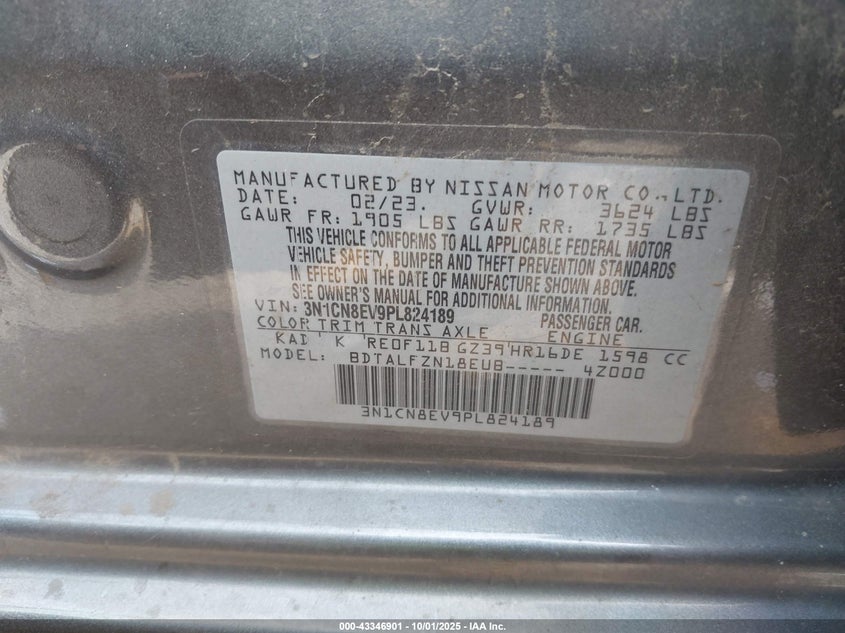 MANUFACTURED BY NISSAN MOTOR CO., LTD.
DATE: 02/23. GVWR: 3624 LBS
GAWR FR: 1905 LBS GAWR RR: 1735 LBS
THIS VEHICLE CONFORMS TO ALL APPLICABLE FEDERAL MOTOR
VEHICLE SAFETY, BUMPER AND THEFT PREVENTION STANDARDS
IN EFFECT ON THE DATE OF MANUFACTURE SHOWN ABOVE.
SEE OWNER'S MANUAL FOR ADDITIONAL INFORMATION.
VIN: 3N1CN8EV9PL824189 PASSENGER CAR.
COLOR TRIM TRANS AXLE ENGINE
KAD K RE0F11B GZ39 HR16DE 1598 CC
MODEL: BDTALFZN18EUB----- 4Z000
3N1CN8EV9PL824189
000-43346901 - 10/01/2025 - IAA Inc.